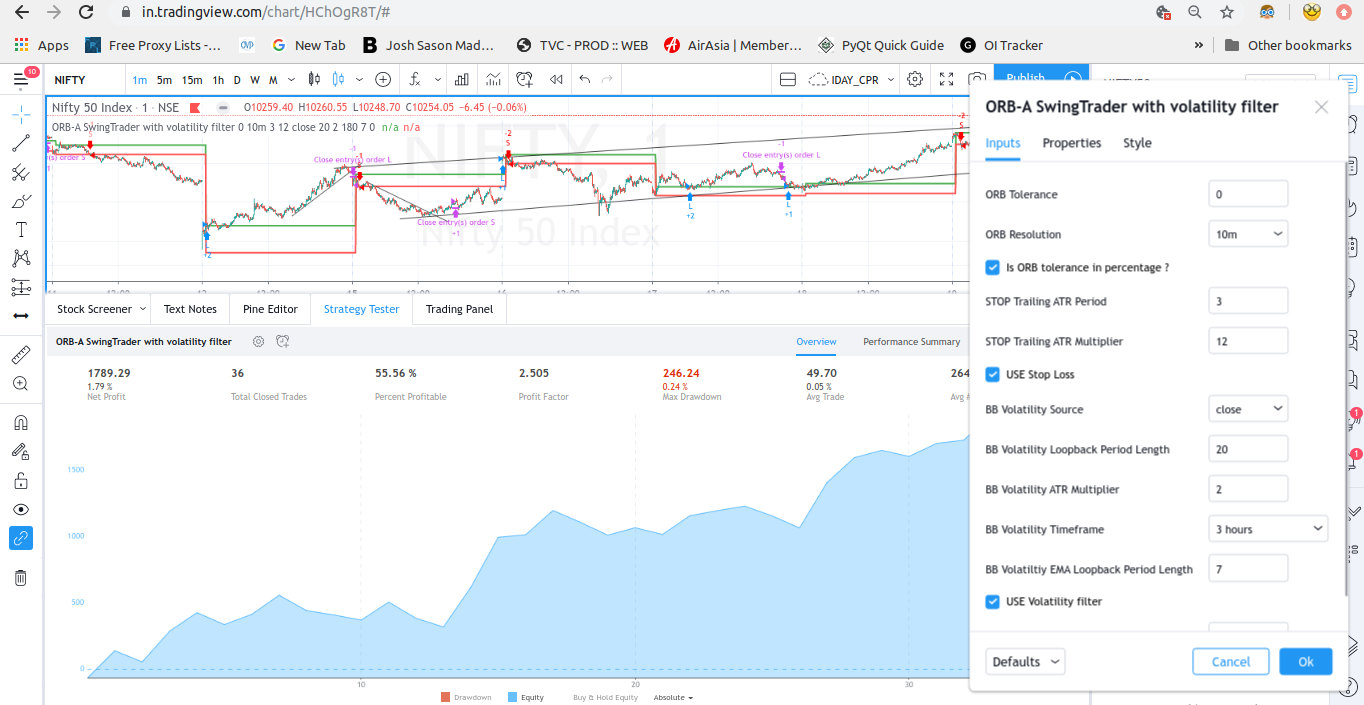 in.tradingview.com/chart/HChOgR8T/#
Apps Free Proxy Lists -... OVP New Tab Josh Sason Mad... TVC - PROD :: WEB AirAsia | Member... PyQt Quick Guide OI Tracker » Other bookmarks
10 NIFTY 1m 5m 15m 1h D W M IDAY_CPR Publish
Nifty 50 Index · 1 · NSE O10259.40 H10260.55 L10248.70 C10254.05 −6.45 (−0.06%)
ORB-A SwingTrader with volatility filter 0 10m 3 12 close 20 2 180 7 0 n/a n/a
NIFTY, 1
Nifty 50 Index
-1
Close entry(s) order L
-2
S
-1
Close entry(s) order L
-2
S
Close entry(s) order S
+1
L
+2
L
+1
Stock Screener Text Notes Pine Editor Strategy Tester Trading Panel
ORB-A SwingTrader with volatility filter Overview Performance Summary
1789.29 36 55.56 % 2.505 246.24 49.70 264
1.79 % 0.24 % 0.05 %
Net Profit Total Closed Trades Percent Profitable Profit Factor Max Drawdown Avg Trade Avg #
1500
1000
500
0
10 20 30
Drawdown Equity Buy & Hold Equity Absolute
ORB-A SwingTrader with volatility filter
Inputs Properties Style
ORB Tolerance 0
ORB Resolution 10m
Is ORB tolerance in percentage ?
STOP Trailing ATR Period 3
STOP Trailing ATR Multiplier 12
USE Stop Loss
BB Volatility Source close
BB Volatility Loopback Period Length 20
BB Volatility ATR Multiplier 2
BB Volatility Timeframe 3 hours
BB Volatiltiy EMA Loopback Period Length 7
USE Volatility filter
Defaults Cancel Ok
1
1